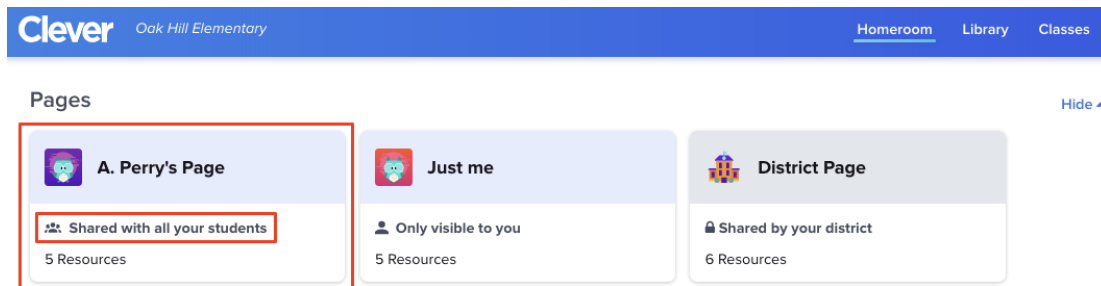 Clever Oak Hill Elementary Homeroom Library Classes
Pages
Hide
A. Perry's Page Just me District Page
Shared with all your students Only visible to you Shared by your district
5 Resources 5 Resources 6 Resources